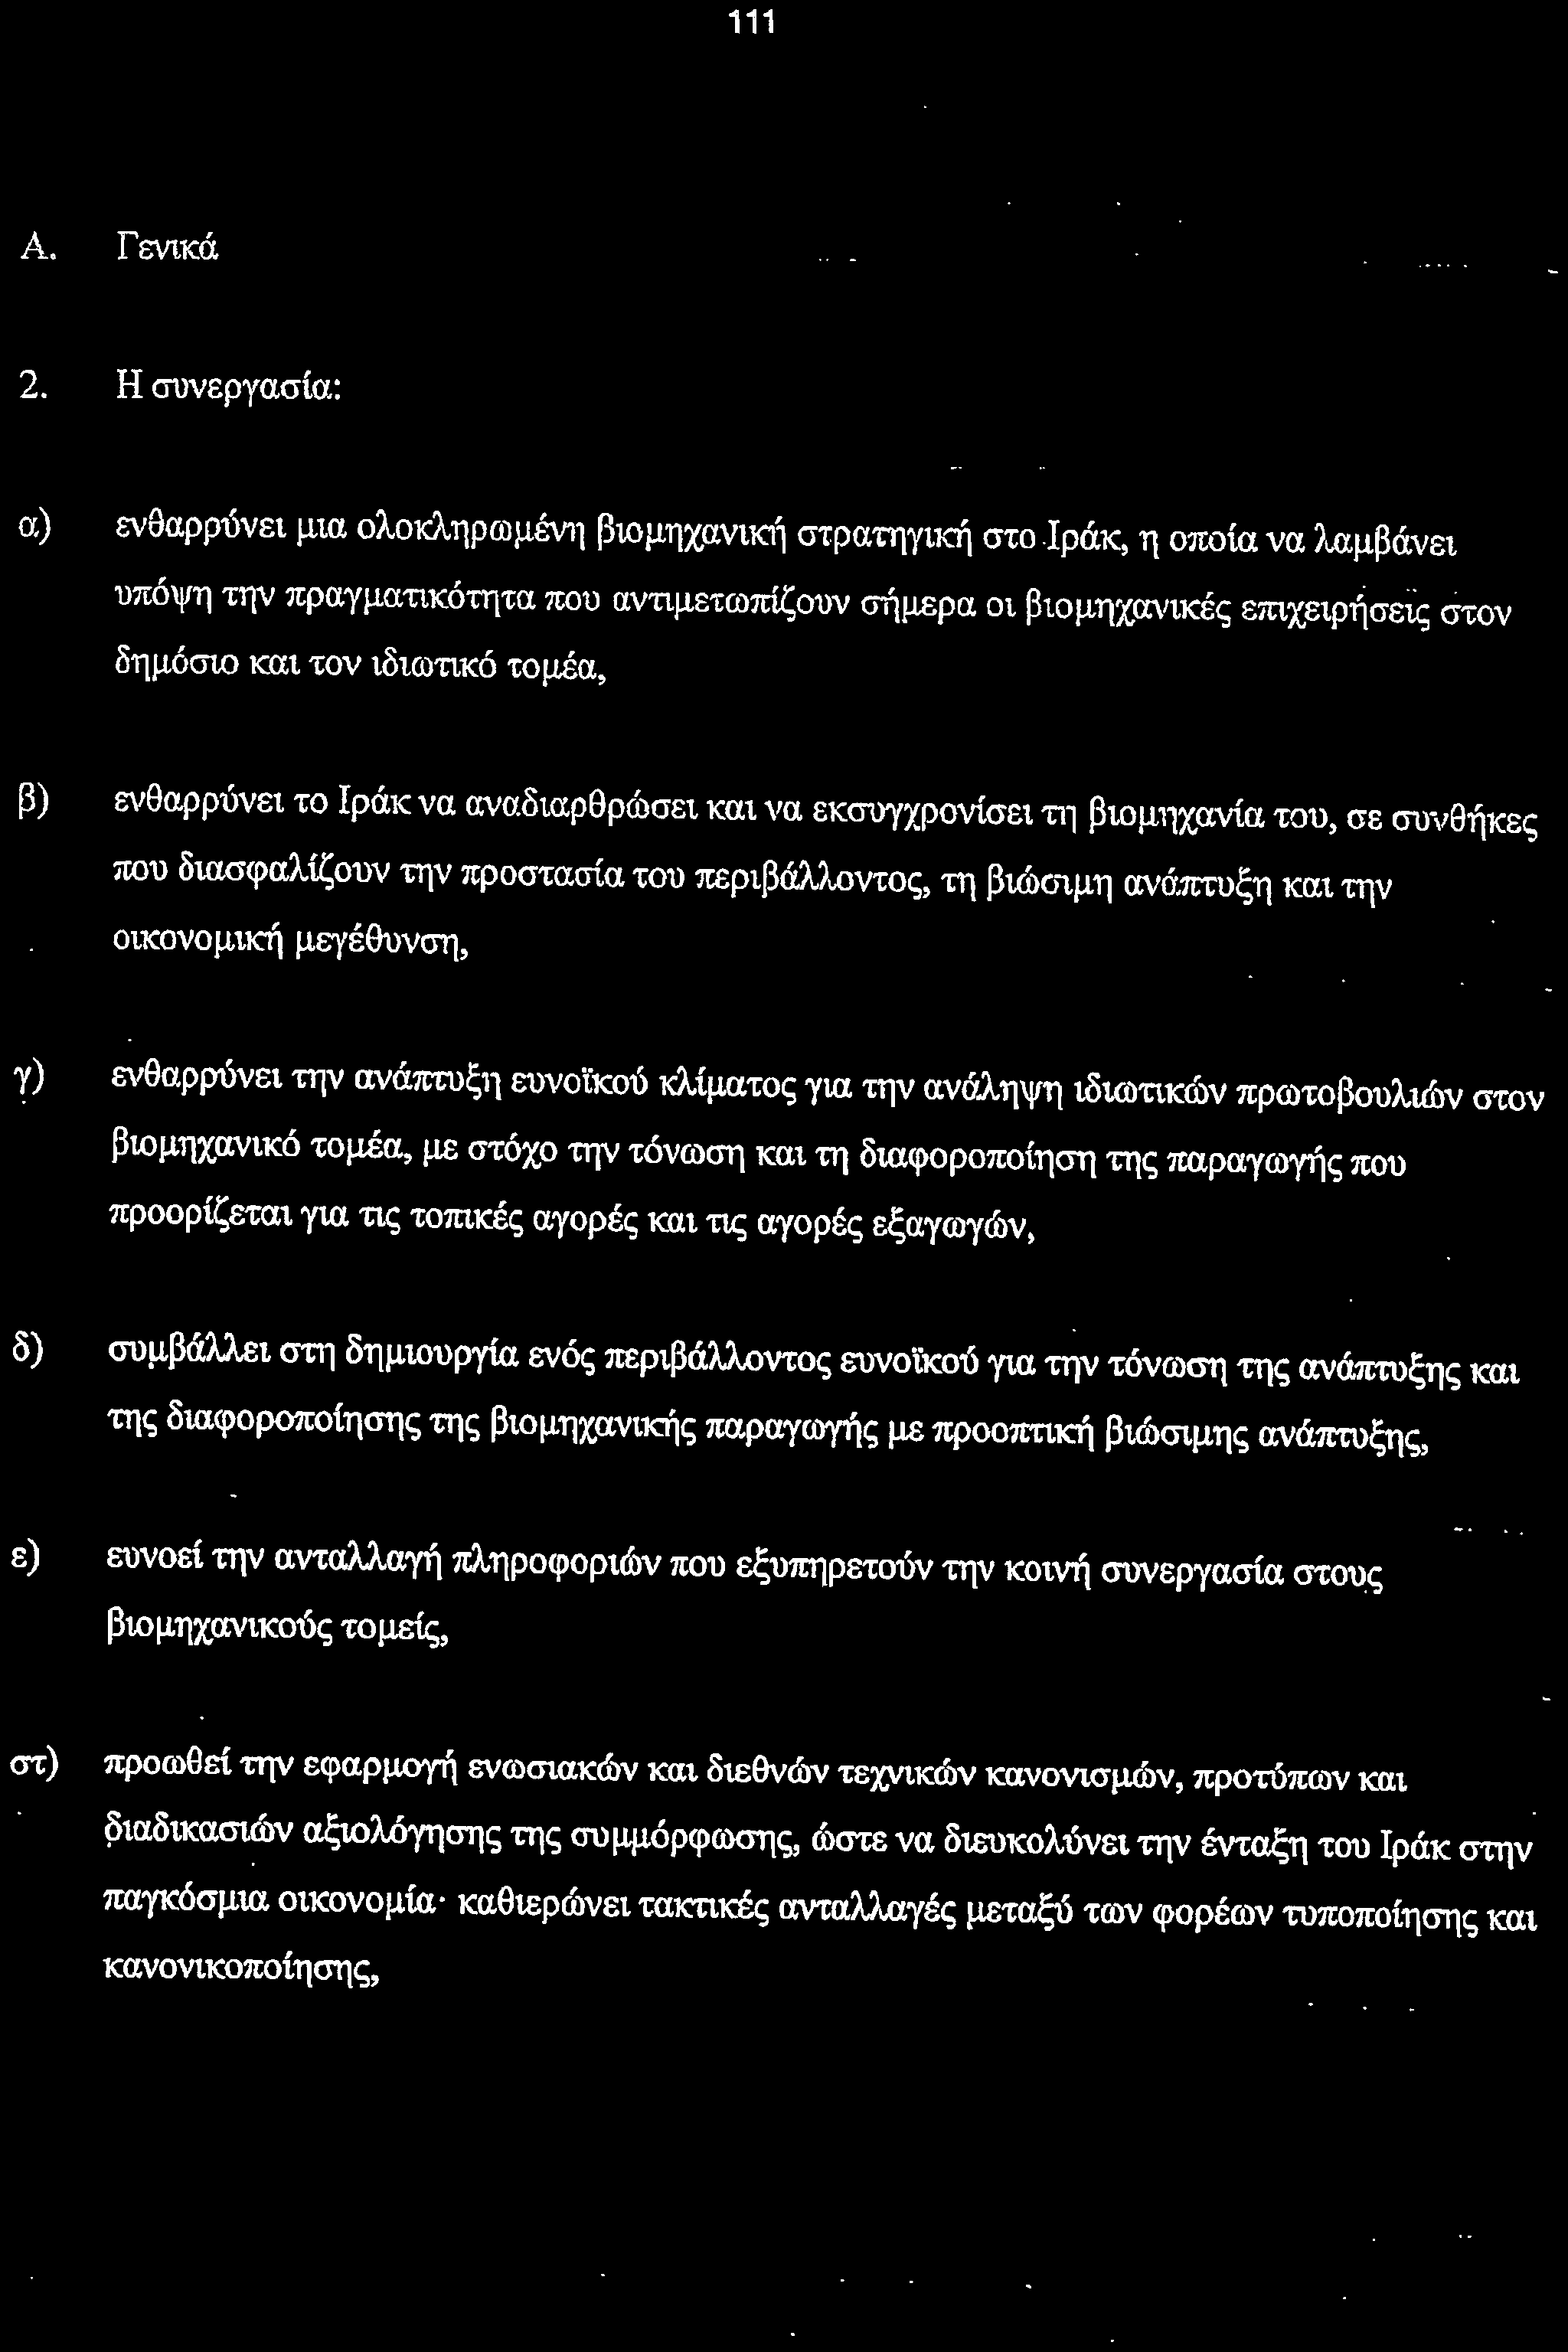 111
Α. Γενικά
2. Η συνεργασία:
α) ενθαρρύνει μια ολοκληρωμένη βιομηχανική στρατηγική στο Ιράκ, η οποία να λαμβάνει
υπόψη την πραγματικότητα που αντιμετωπίζουν σήμερα οι βιομηχανικές επιχειρήσεις στον
δημόσιο και τον ιδιωτικό τομέα,
β) ενθαρρύνει το Ιράκ να αναδιαρθρώσει και να εκσυγχρονίσει τη βιομηχανία του, σε συνθήκες
που διασφαλίζουν την προστασία του περιβάλλοντος, τη βιώσιμη ανάπτυξη και την
οικονομική μεγέθυνση,
γ) ενθαρρύνει την ανάπτυξη ευνοϊκού κλίματος για την ανάληψη ιδιωτικών πρωτοβουλιών στον
βιομηχανικό τομέα, με στόχο την τόνωση και τη διαφοροποίηση της παραγωγής που
προορίζεται για τις τοπικές αγορές και τις αγορές εξαγωγών,
δ) συμβάλλει στη δημιουργία ενός περιβάλλοντος ευνοϊκού για την τόνωση της ανάπτυξης και
της διαφοροποίησης της βιομηχανικής παραγωγής με προοπτική βιώσιμης ανάπτυξης,
ε) ευνοεί την ανταλλαγή πληροφοριών που εξυπηρετούν την κοινή συνεργασία στους
βιομηχανικούς τομείς,
στ) προωθεί την εφαρμογή ενωσιακών και διεθνών τεχνικών κανονισμών, προτύπων και
διαδικασιών αξιολόγησης της συμμόρφωσης, ώστε να διευκολύνει την ένταξη του Ιράκ στην
παγκόσμια οικονομία· καθιερώνει τακτικές ανταλλαγές μεταξύ των φορέων τυποποίησης και
κανονικοποίησης,